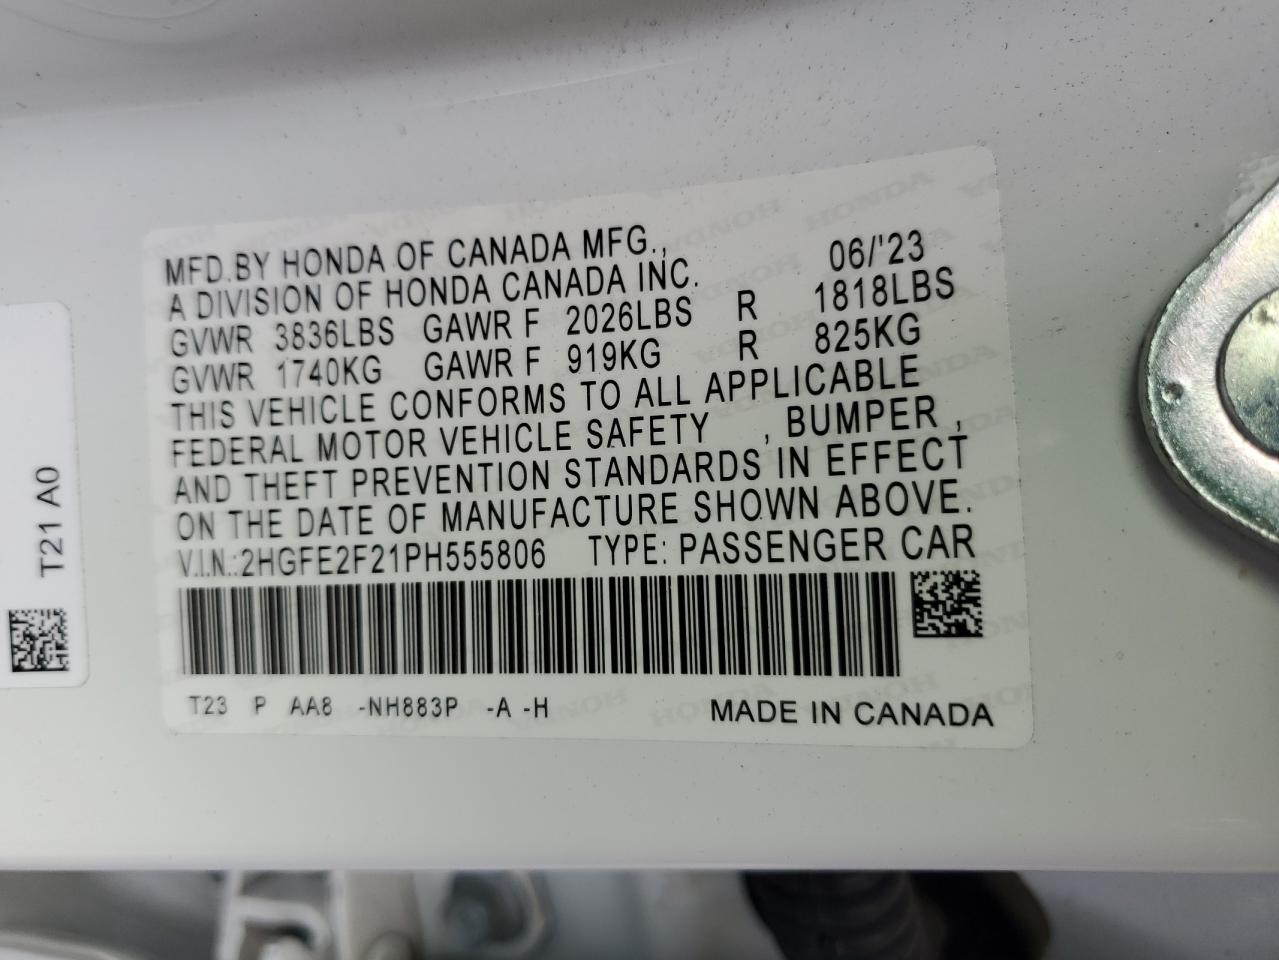 MFD. BY HONDA OF CANADA MFG., 06/'23
A DIVISION OF HONDA CANADA INC.
GVWR 3836LBS GAWR F 2026LBS R 1818LBS
GVWR 1740KG GAWR F 919KG R 825KG
THIS VEHICLE CONFORMS TO ALL APPLICABLE
FEDERAL MOTOR VEHICLE SAFETY , BUMPER ,
AND THEFT PREVENTION STANDARDS IN EFFECT
ON THE DATE OF MANUFACTURE SHOWN ABOVE.
V.I.N.:2HGFE2F21PH555806 TYPE: PASSENGER CAR
T23 P AA8 -NH883P -A -H MADE IN CANADA
T21 A0